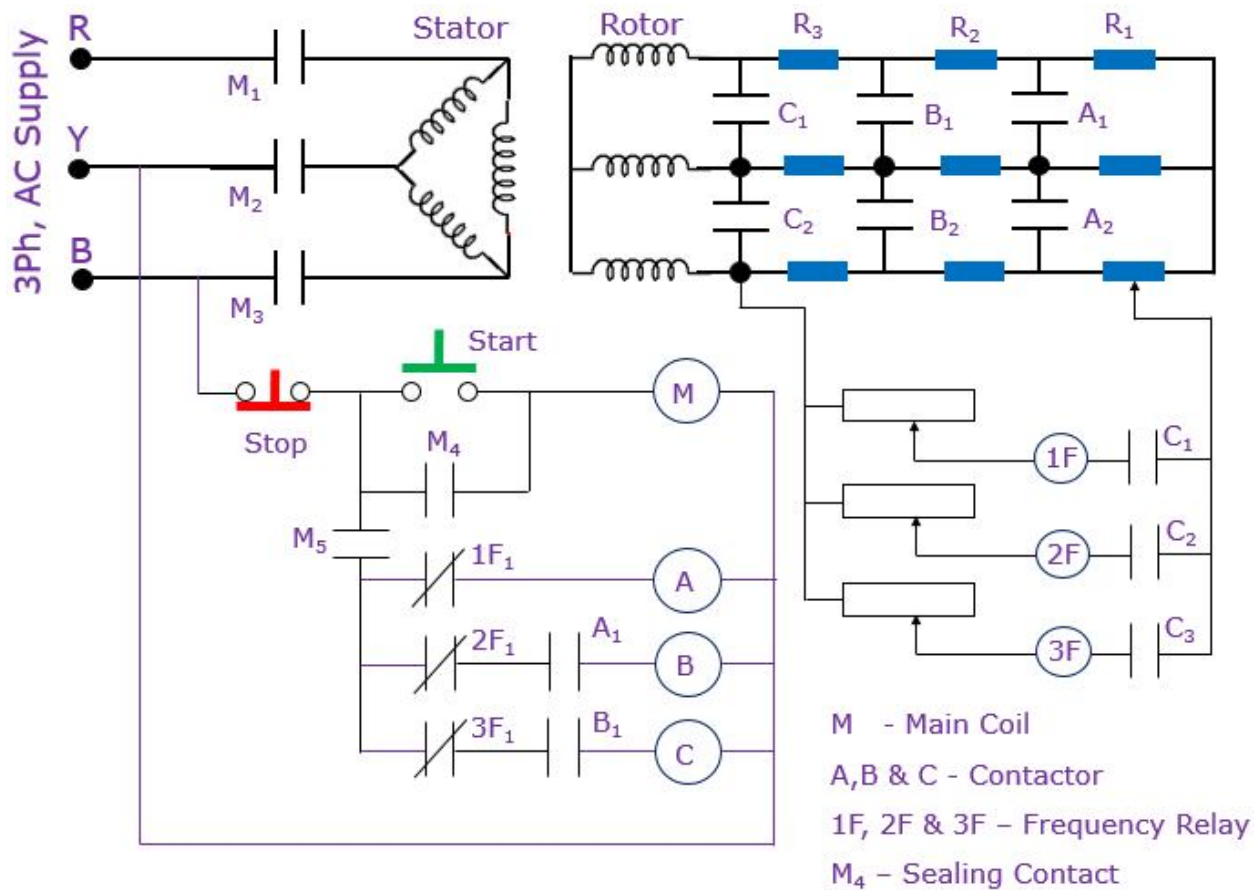 R
Stator
Rotor
R₃
R₂
R₁
M₁
C₁
B₁
A₁
3Ph, AC Supply
Y
M₂
C₂
B₂
A₂
B
M₃
Start
M
Stop
M₄
C₁
1F
M₅
1F₁
A
C₂
2F
2F₁
A₁
B
C₃
3F
3F₁
B₁
C
M - Main Coil
A,B & C - Contactor
1F, 2F & 3F – Frequency Relay
M₄ – Sealing Contact